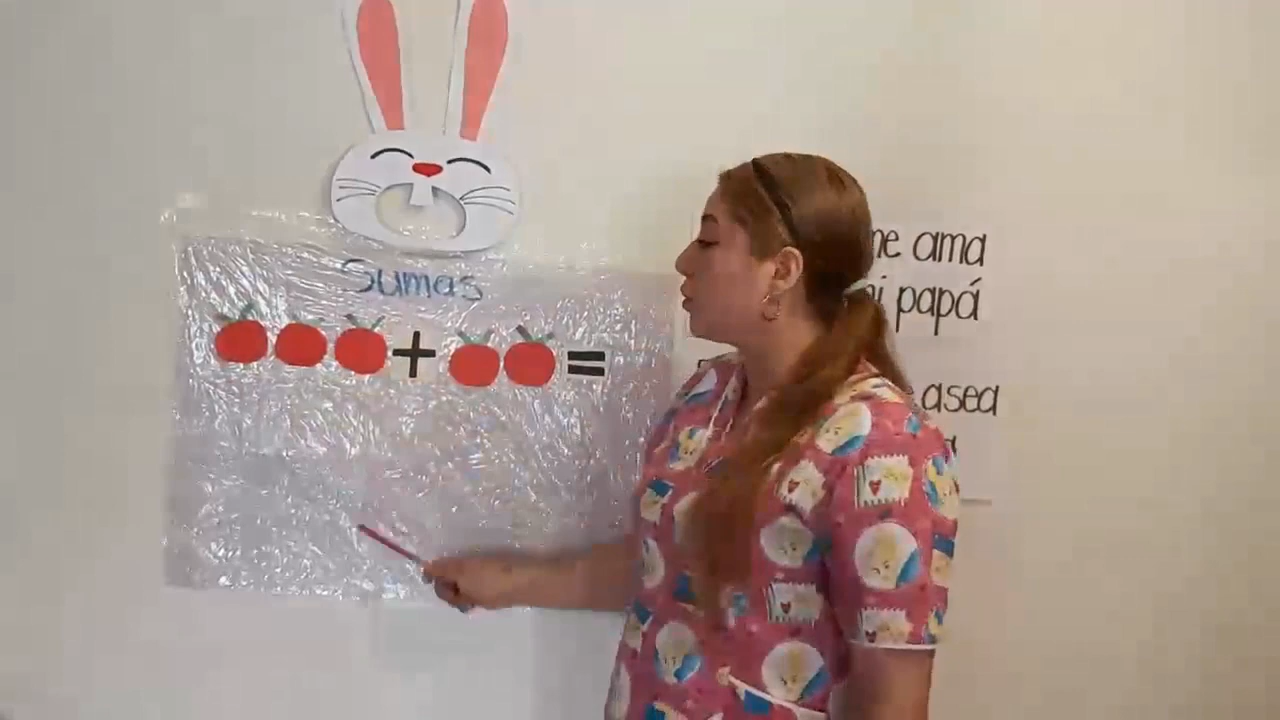 Sumas
+ =
me ama
mi papá
asea